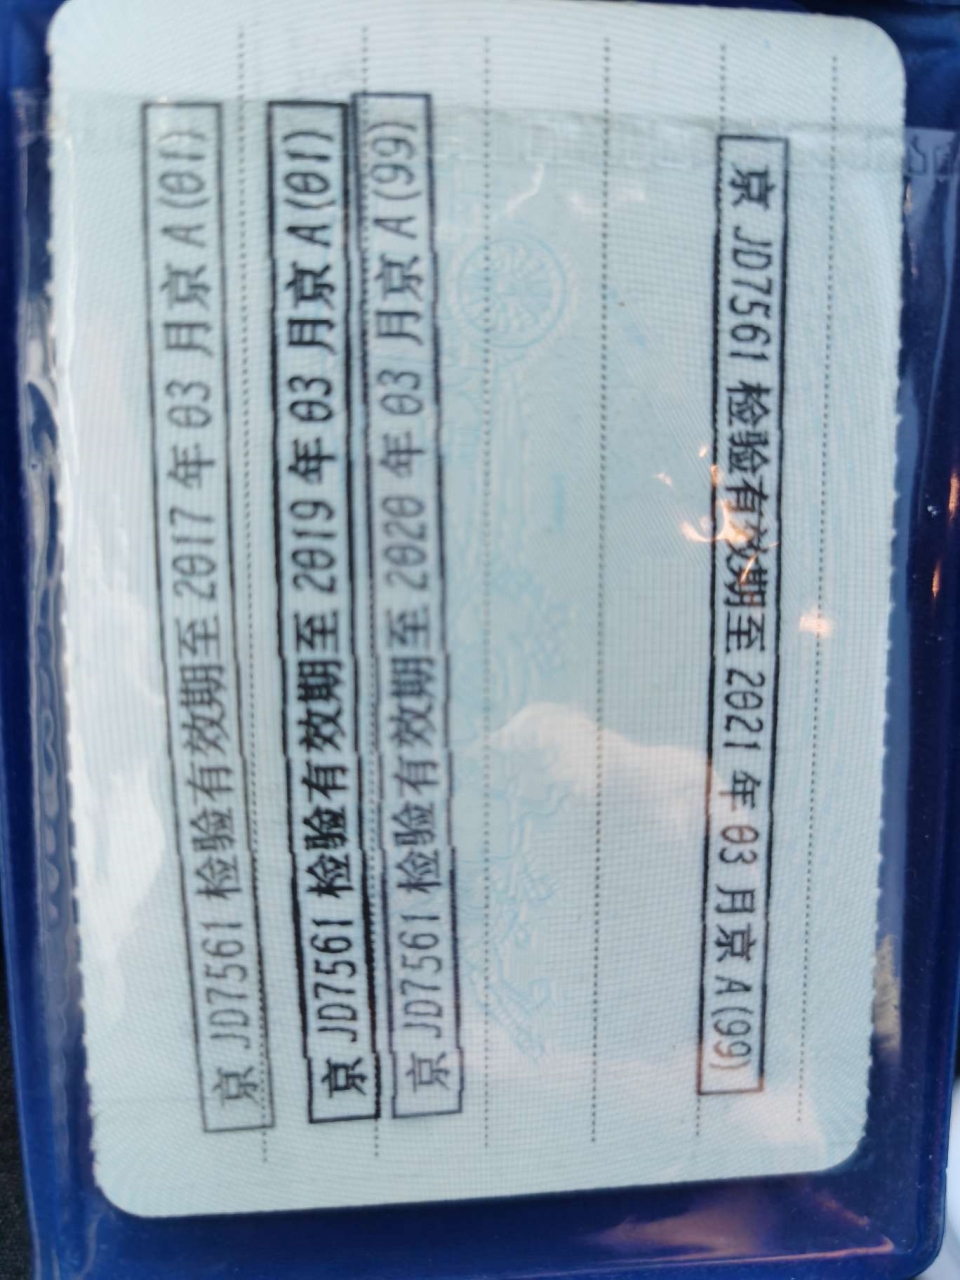 京 JD7561 检验有效期至 2017 年 03 月京 A(01)
京 JD7561 检验有效期至 2019 年 03 月京 A(01)
京 JD7561 检验有效期至 2020 年 03 月京 A(99)
京 JD7561 检验有效期至 2021 年 03 月京 A(99)